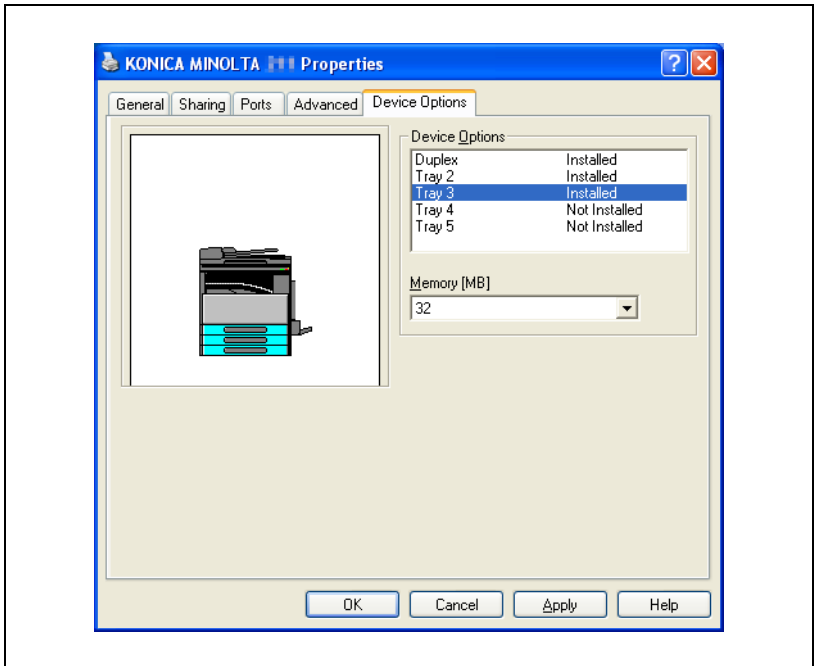 KONICA MINOLTA Properties
General Sharing Ports Advanced Device Options
Device Options
Duplex Installed
Tray 2 Installed
Tray 3 Installed
Tray 4 Not Installed
Tray 5 Not Installed
Memory [MB]
32
OK Cancel Apply Help